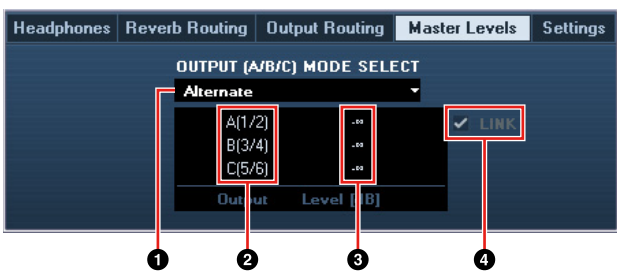 Headphones Reverb Routing Output Routing Master Levels Settings
OUTPUT (A/B/C) MODE SELECT
Alternate
A(1/2) -∞ LINK
B(3/4) -∞
C(5/6) -∞
Output Level [dB]
1 2 3 4